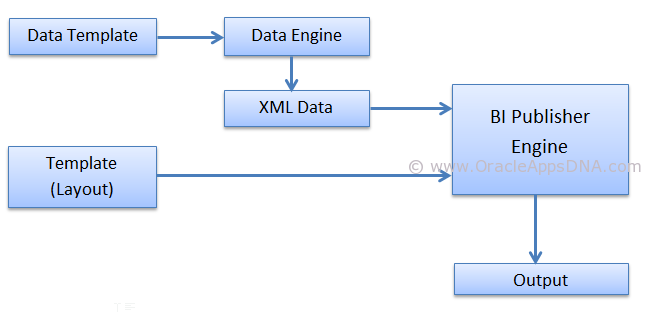 Data Template
Data Engine
XML Data
BI Publisher
Engine
Template
(Layout)
© www.OracleAppsDNA.com
Output